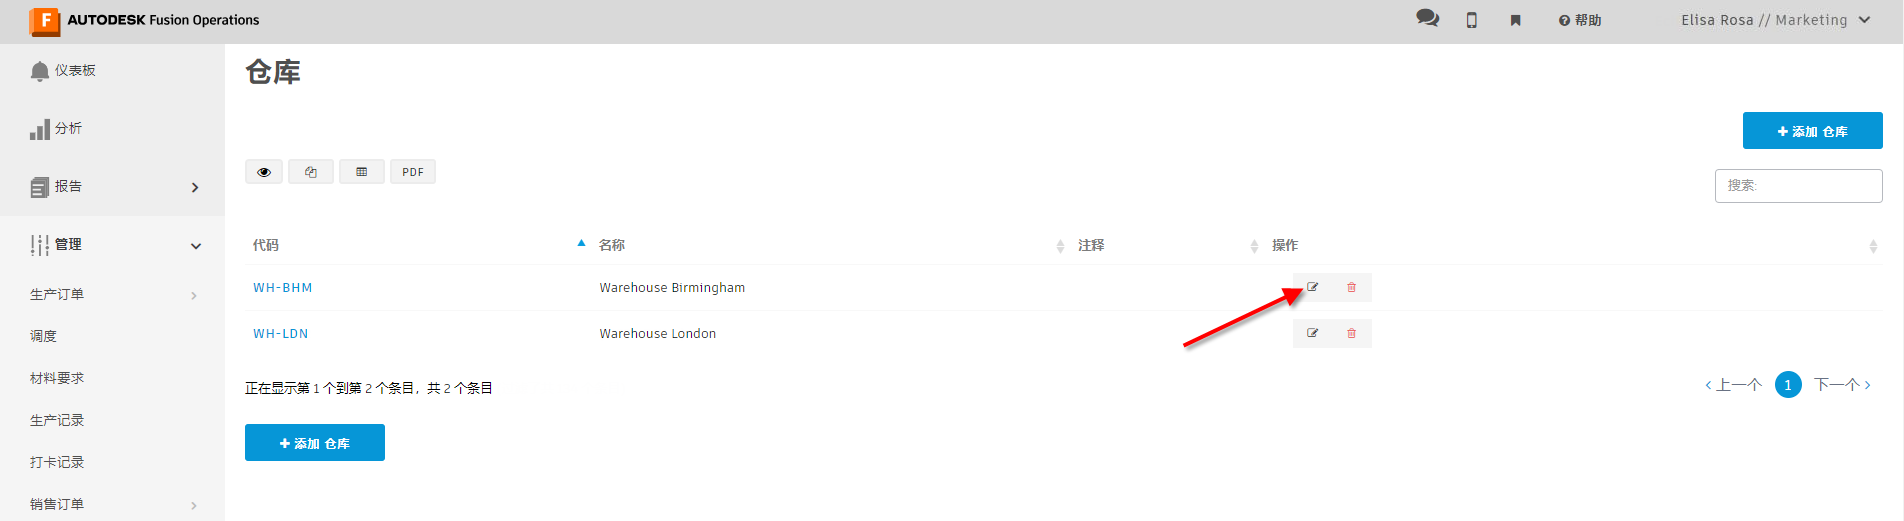 AUTODESK Fusion Operations
帮助
Elisa Rosa // Marketing
仪表板
分析
报告
管理
生产订单
调度
材料要求
生产记录
打卡记录
销售订单
仓库
添加 仓库
PDF
搜索:
代码 名称 注释 操作
WH-BHM Warehouse Birmingham
WH-LDN Warehouse London
正在显示第 1 个到第 2 个条目，共 2 个条目
上一个 1 下一个
添加 仓库